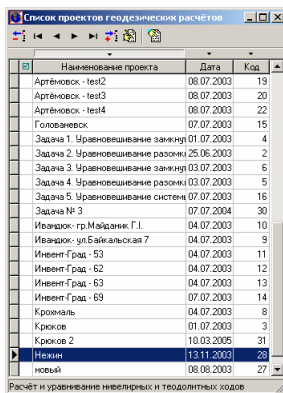 Список проектов геодезических расчётов
Наименование проекта Дата Код
Артёмовск - test2 08.07.2003 19
Артёмовск - test3 08.07.2003 20
Артёмовск - test4 08.07.2003 22
Голованевск 07.07.2003 15
Задача 1. Уравновешивание замкнут 01.07.2003 4
Задача 2. Уравновешивание разомк 25.06.2003 2
Задача 3. Уравновешивание замкнут 03.07.2003 6
Задача 4. Уравновешивание разомк 03.07.2003 5
Задача 5. Уравновешивание системы 07.07.2003 16
Задача № 3 07.07.2004 30
Ивандюк- гр.Майданик Г.І. 04.07.2003 10
Ивандюк- ул.Байкальская 7 04.07.2003 9
Инвент-Град - 53 04.07.2003 11
Инвент-Град - 62 04.07.2003 12
Инвент-Град - 63 04.07.2003 13
Инвент-Град - 69 07.07.2003 14
Крохмаль 04.07.2003 8
Крюков 01.07.2003 3
Крюков 2 10.03.2005 31
Нежин 13.11.2003 28
новый 08.08.2003 27
Расчёт и уравнивание нивелирных и теодолитных ходов